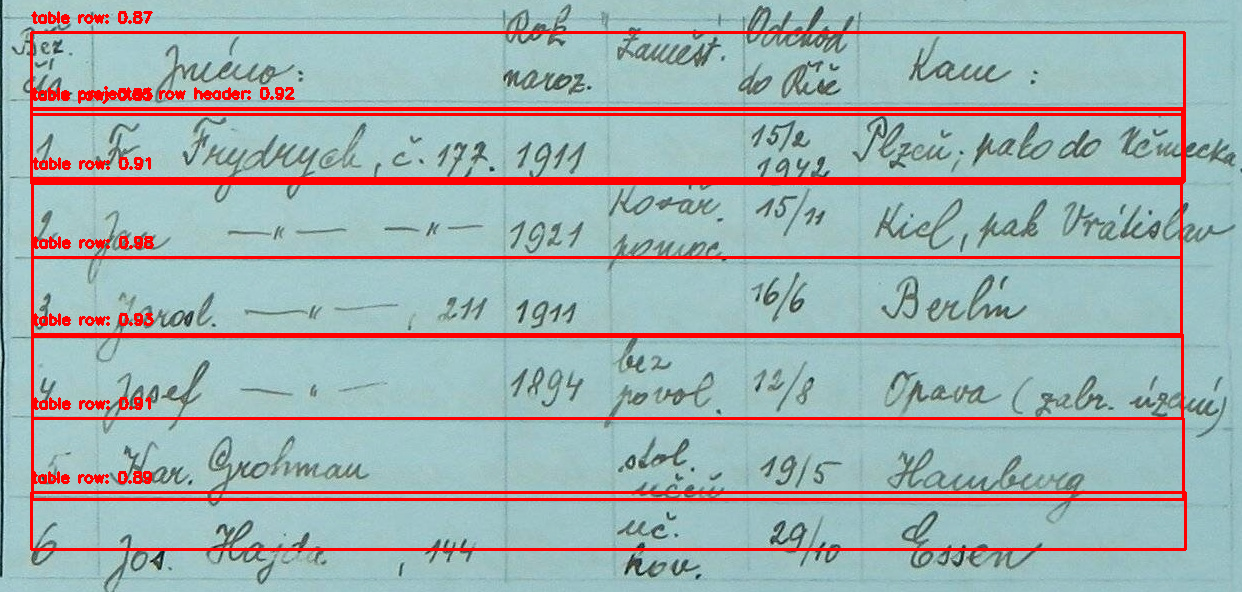 Běž. Rok Zaměst. Odchod
čís. Jméno: naroz. do Říše Kam:
table row: 0.87
table projected row header: 0.92
1 Fr. Frydrych, č. 177. 1911 15/2 1942 Plzeň, pako do Německa.
table row: 0.91
2. Jan —〃— —〃— 1921 Kovář. pomoc. 15/11 Kiel, pak Vrátislav
table row: 0.98
3 Jarosl. —〃—, 211 1911 16/6 Berlín
table row: 0.93
4 Josef —〃— 1894 bez povol. 12/8 Opava (zabr. území)
table row: 0.91
5 Kar. Grohman stol. učeň 19/5 Hamburg
table row: 0.89
6 Jos. Hajda, 144 uč. kov. 29/10 Essen